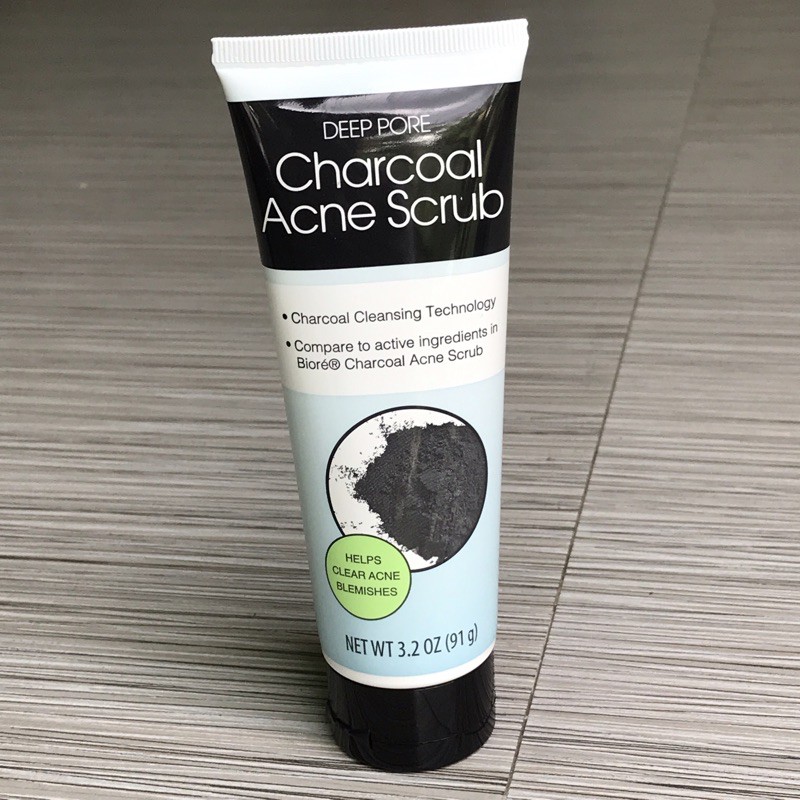 DEEP PORE
Charcoal
Acne Scrub
• Charcoal Cleansing Technology
• Compare to active ingredients in
Bioré® Charcoal Acne Scrub
HELPS
CLEAR ACNE
BLEMISHES
NET WT 3.2 OZ (91 g)